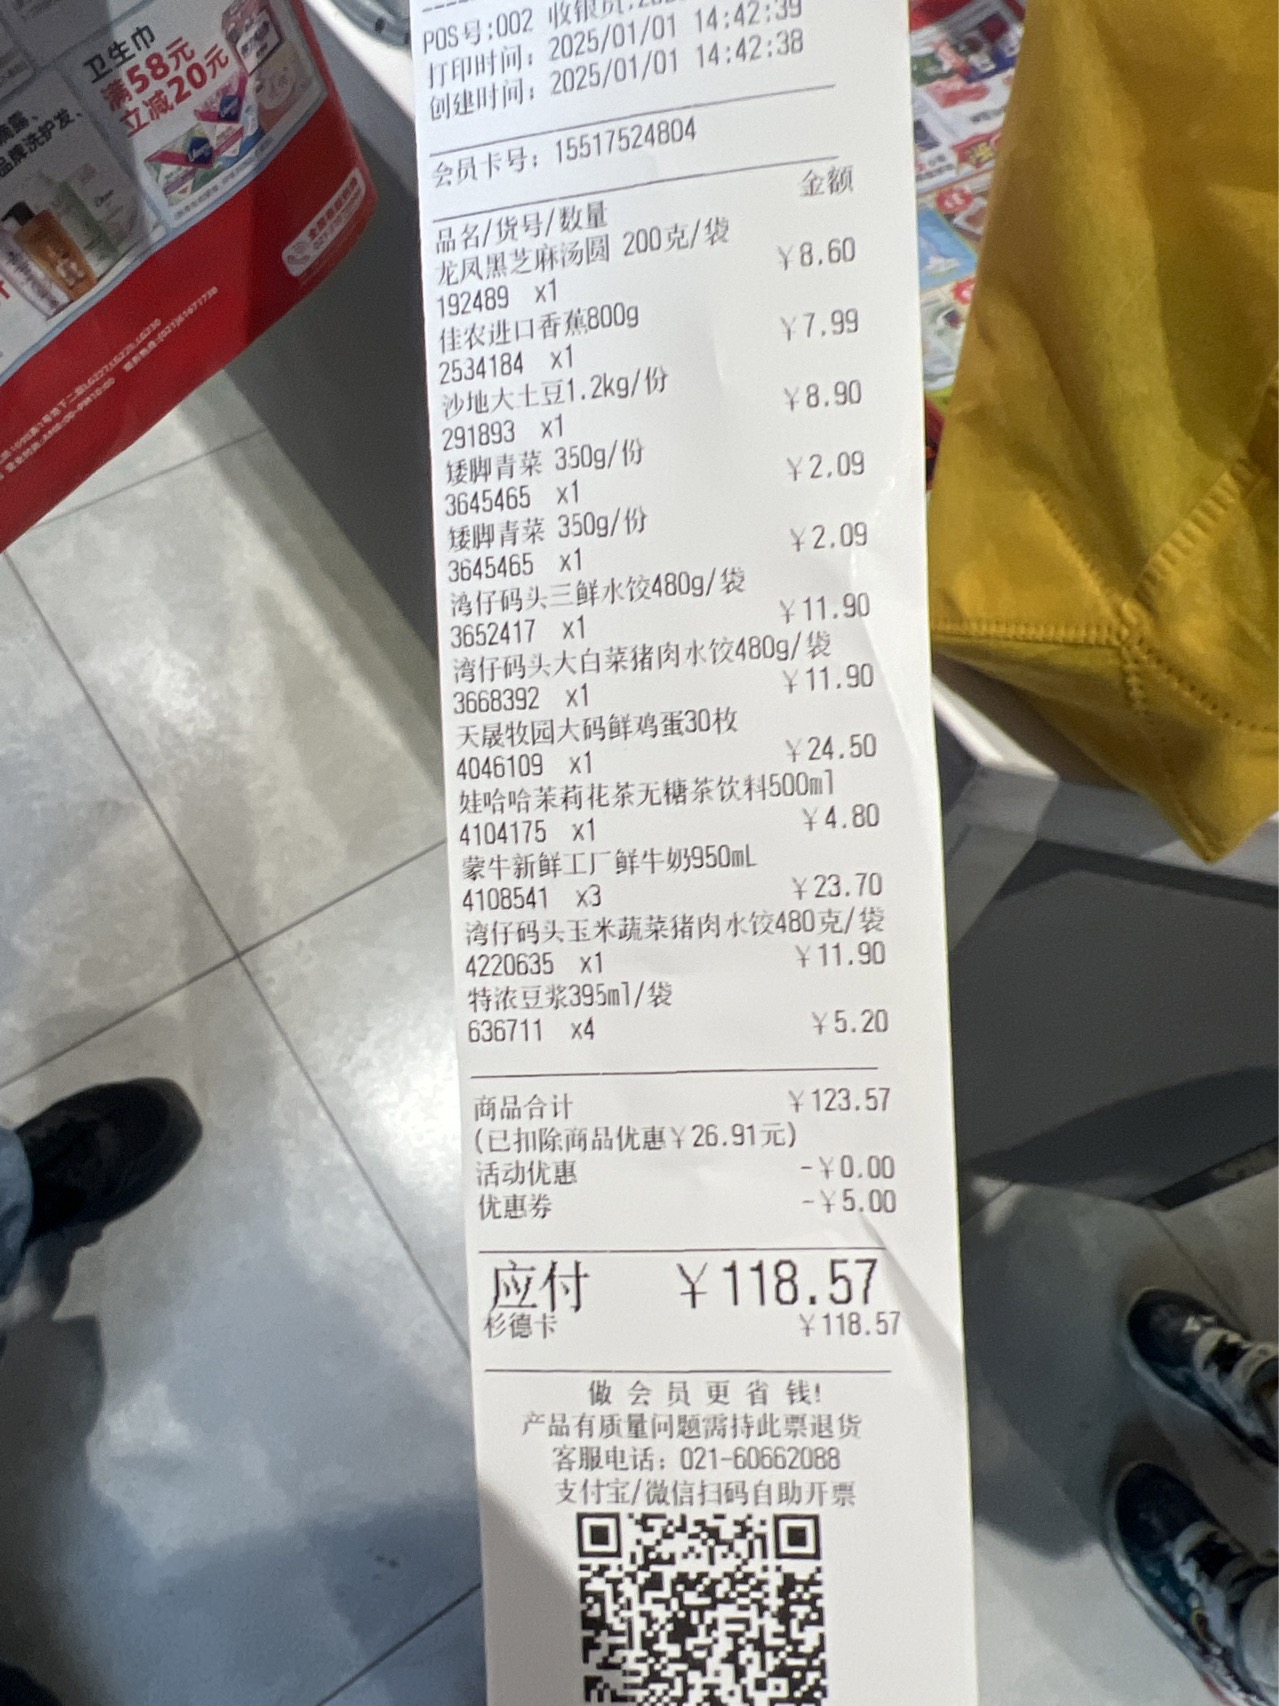 卫生巾
满58元
立减20元
品牌洗护发、
POS号:002 收银员:
打印时间: 2025/01/01 14:42:39
创建时间: 2025/01/01 14:42:38
会员卡号: 15517524804
金额
品名/货号/数量
龙凤黑芝麻汤圆 200克/袋
192489 x1 ¥8.60
佳农进口香蕉800g
2534184 x1 ¥7.99
沙地大土豆1.2kg/份
291893 x1 ¥8.90
矮脚青菜 350g/份
3645465 x1 ¥2.09
矮脚青菜 350g/份
3645465 x1 ¥2.09
湾仔码头三鲜水饺480g/袋
3652417 x1 ¥11.90
湾仔码头大白菜猪肉水饺480g/袋
3668392 x1 ¥11.90
天晟牧园大码鲜鸡蛋30枚
4046109 x1 ¥24.50
娃哈哈茉莉花茶无糖茶饮料500ml
4104175 x1 ¥4.80
蒙牛新鲜工厂鲜牛奶950mL
4108541 x3 ¥23.70
湾仔码头玉米蔬菜猪肉水饺480克/袋
4220635 x1 ¥11.90
特浓豆浆395ml/袋
636711 x4 ¥5.20
商品合计 ¥123.57
(已扣除商品优惠¥26.91元)
活动优惠 -¥0.00
优惠券 -¥5.00
应付 ¥118.57
杉德卡 ¥118.57
做会员更省钱!
产品有质量问题需持此票退货
客服电话: 021-60662088
支付宝/微信扫码自助开票